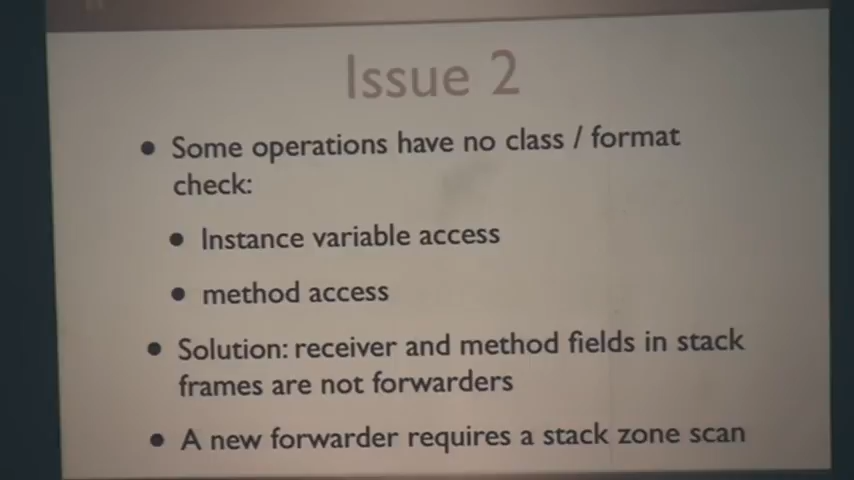 Issue 2
• Some operations have no class / format
check:
• Instance variable access
• method access
• Solution: receiver and method fields in stack
frames are not forwarders
• A new forwarder requires a stack zone scan